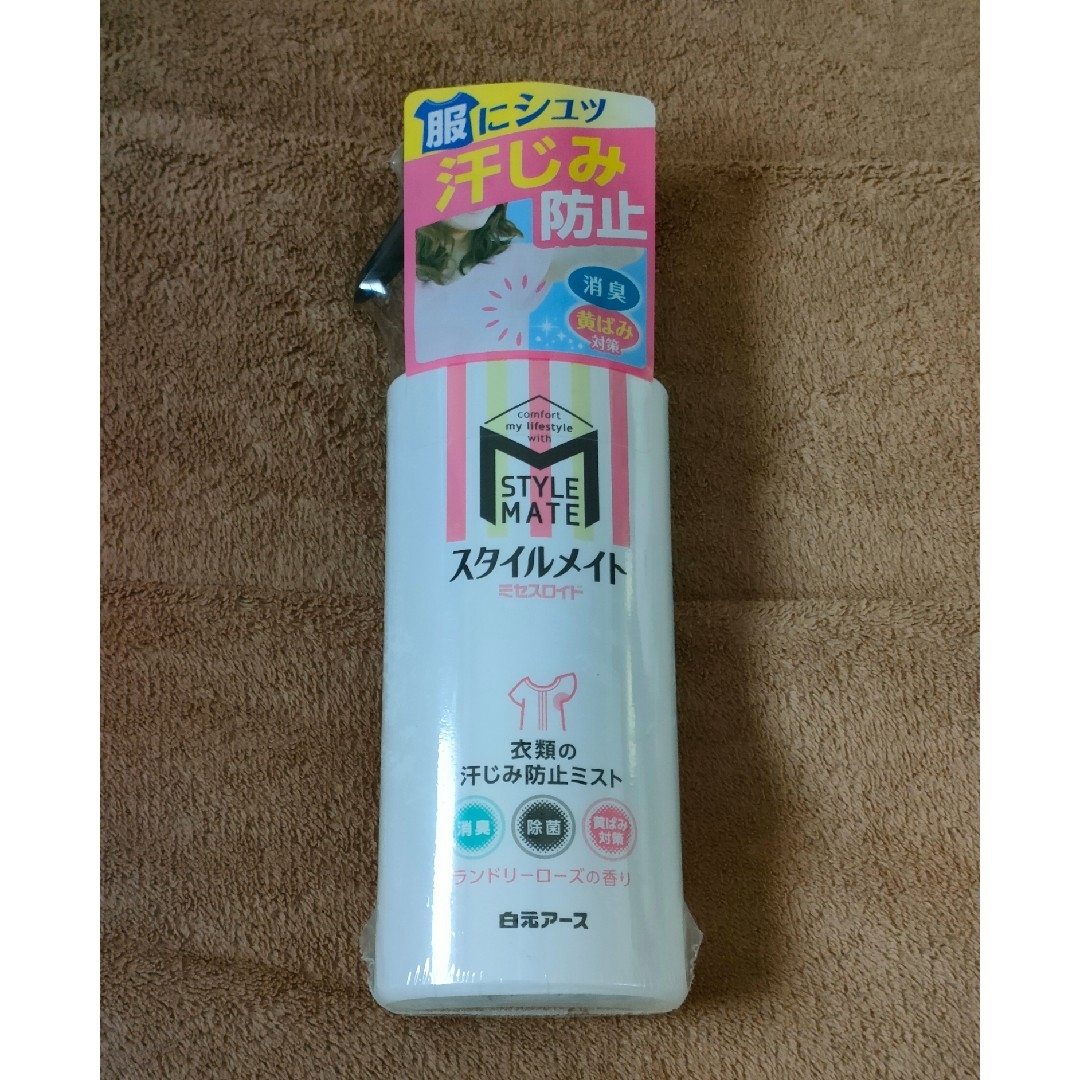 服にシュッ
汗じみ
防止
消臭
黄ばみ
対策
comfort
my lifestyle
with
STYLE
MATE
スタイルメイト
ミセスロイド
衣類の
汗じみ防止ミスト
消臭 除菌 黄ばみ
対策
ランドリーローズの香り
白元アース